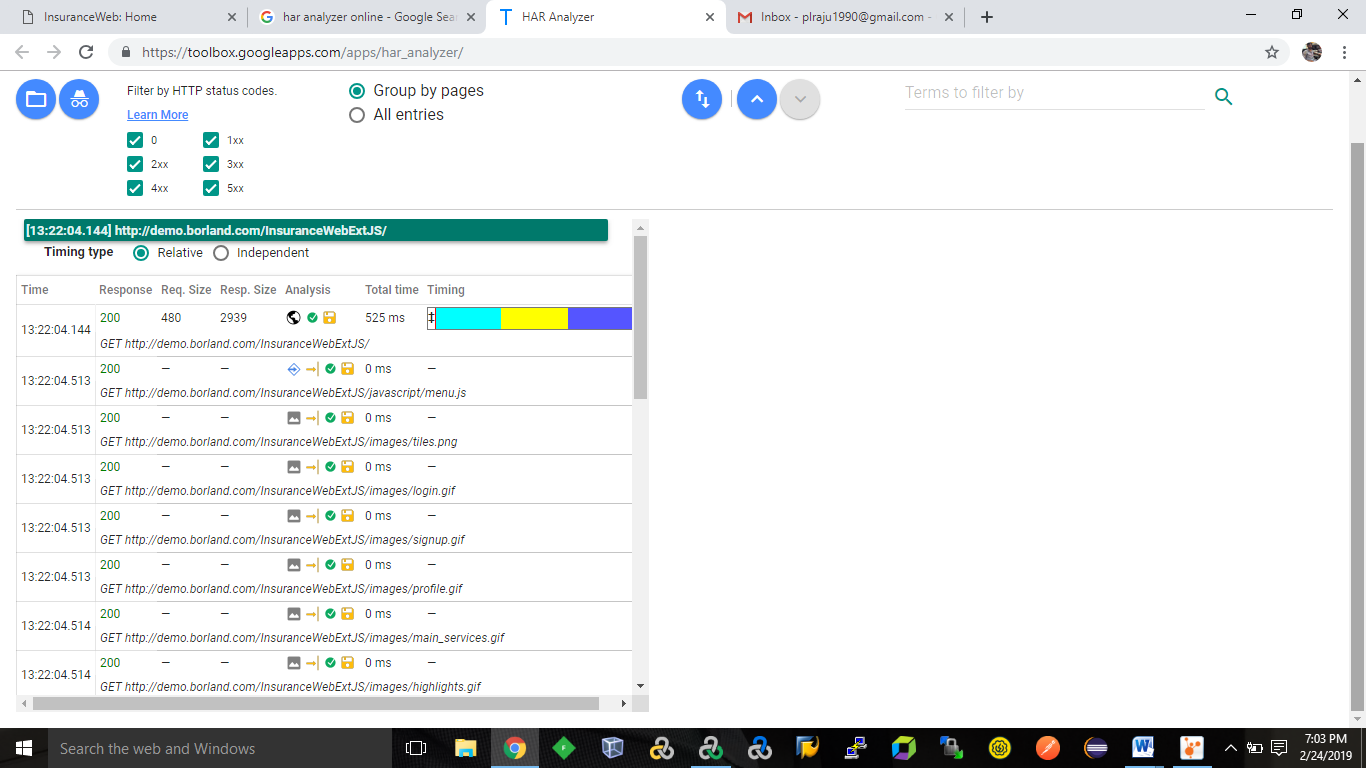 InsuranceWeb: Home
har analyzer online - Google Sea
HAR Analyzer
Inbox - plraju1990@gmail.com -
https://toolbox.googleapps.com/apps/har_analyzer/
Filter by HTTP status codes.
Learn More
0 1xx
2xx 3xx
4xx 5xx
Group by pages
All entries
Terms to filter by
[13:22:04.144] http://demo.borland.com/InsuranceWebExtJS/
Timing type Relative Independent
Time Response Req. Size Resp. Size Analysis Total time Timing
13:22:04.144 200 480 2939 525 ms
GET http://demo.borland.com/InsuranceWebExtJS/
13:22:04.513 200 — — 0 ms —
GET http://demo.borland.com/InsuranceWebExtJS/javascript/menu.js
13:22:04.513 200 — — 0 ms —
GET http://demo.borland.com/InsuranceWebExtJS/images/tiles.png
13:22:04.513 200 — — 0 ms —
GET http://demo.borland.com/InsuranceWebExtJS/images/login.gif
13:22:04.513 200 — — 0 ms —
GET http://demo.borland.com/InsuranceWebExtJS/images/signup.gif
13:22:04.513 200 — — 0 ms —
GET http://demo.borland.com/InsuranceWebExtJS/images/profile.gif
13:22:04.514 200 — — 0 ms —
GET http://demo.borland.com/InsuranceWebExtJS/images/main_services.gif
13:22:04.514 200 — — 0 ms —
GET http://demo.borland.com/InsuranceWebExtJS/images/highlights.gif
Search the web and Windows
7:03 PM
2/24/2019